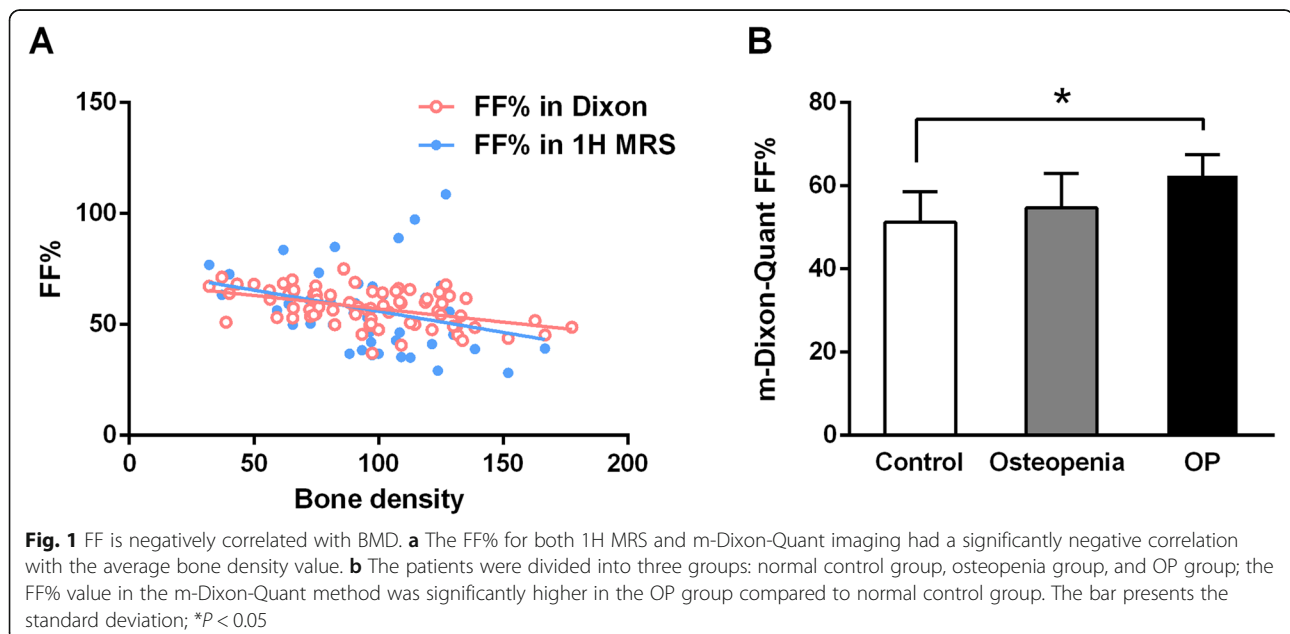 A
150
100
50
0
FF%
FF% in Dixon
FF% in 1H MRS
0 50 100 150 200
Bone density
B
80
60
40
20
0
m-Dixon-Quant FF%
*
Control Osteopenia OP
Fig. 1 FF is negatively correlated with BMD. a The FF% for both 1H MRS and m-Dixon-Quant imaging had a significantly negative correlation
with the average bone density value. b The patients were divided into three groups: normal control group, osteopenia group, and OP group; the
FF% value in the m-Dixon-Quant method was significantly higher in the OP group compared to normal control group. The bar presents the
standard deviation; *P < 0.05